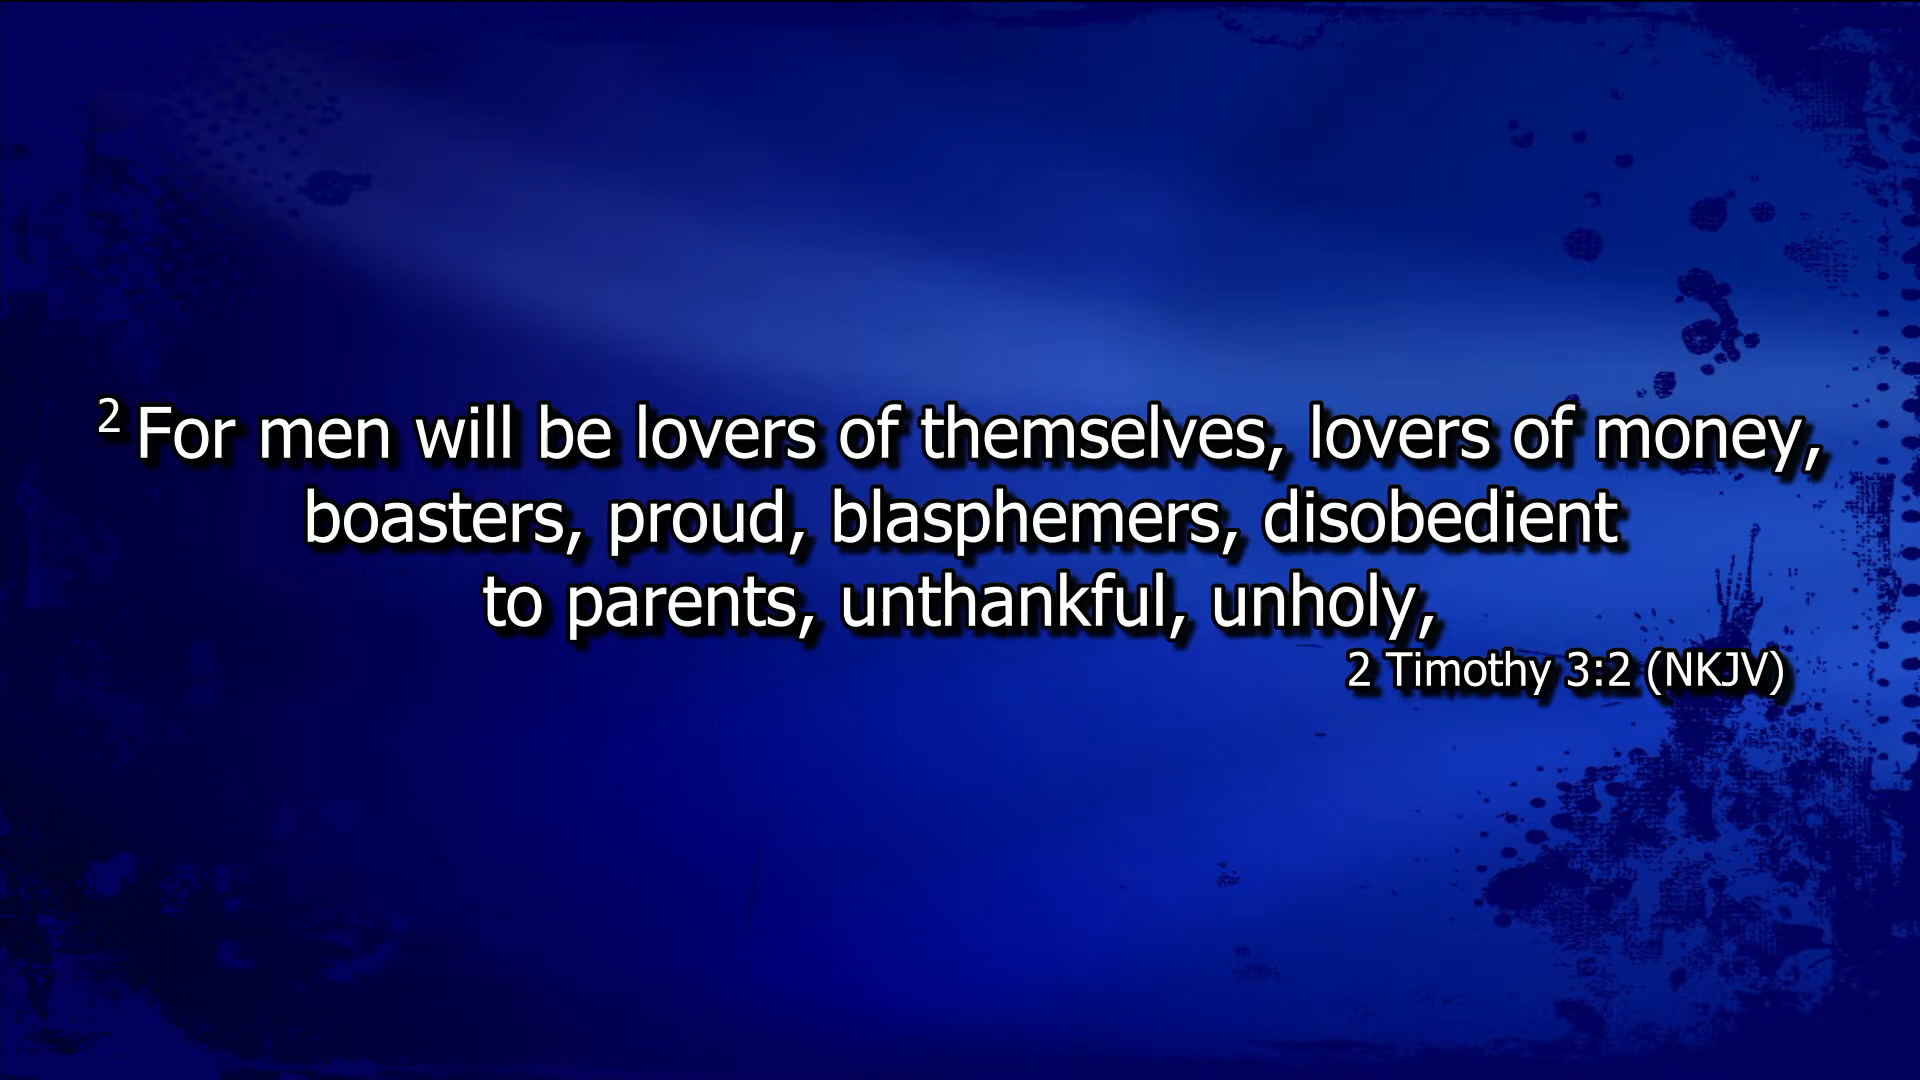 2 For men will be lovers of themselves, lovers of money,
boasters, proud, blasphemers, disobedient
to parents, unthankful, unholy,
2 Timothy 3:2 (NKJV)